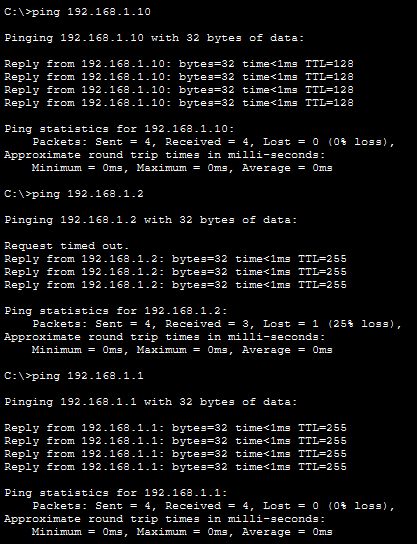 C:\>ping 192.168.1.10
Pinging 192.168.1.10 with 32 bytes of data:
Reply from 192.168.1.10: bytes=32 time<1ms TTL=128
Reply from 192.168.1.10: bytes=32 time<1ms TTL=128
Reply from 192.168.1.10: bytes=32 time<1ms TTL=128
Reply from 192.168.1.10: bytes=32 time<1ms TTL=128
Ping statistics for 192.168.1.10:
    Packets: Sent = 4, Received = 4, Lost = 0 (0% loss),
Approximate round trip times in milli-seconds:
    Minimum = 0ms, Maximum = 0ms, Average = 0ms
C:\>ping 192.168.1.2
Pinging 192.168.1.2 with 32 bytes of data:
Request timed out.
Reply from 192.168.1.2: bytes=32 time<1ms TTL=255
Reply from 192.168.1.2: bytes=32 time<1ms TTL=255
Reply from 192.168.1.2: bytes=32 time<1ms TTL=255
Ping statistics for 192.168.1.2:
    Packets: Sent = 4, Received = 3, Lost = 1 (25% loss),
Approximate round trip times in milli-seconds:
    Minimum = 0ms, Maximum = 0ms, Average = 0ms
C:\>ping 192.168.1.1
Pinging 192.168.1.1 with 32 bytes of data:
Reply from 192.168.1.1: bytes=32 time<1ms TTL=255
Reply from 192.168.1.1: bytes=32 time<1ms TTL=255
Reply from 192.168.1.1: bytes=32 time<1ms TTL=255
Reply from 192.168.1.1: bytes=32 time<1ms TTL=255
Ping statistics for 192.168.1.1:
    Packets: Sent = 4, Received = 4, Lost = 0 (0% loss),
Approximate round trip times in milli-seconds:
    Minimum = 0ms, Maximum = 0ms, Average = 0ms